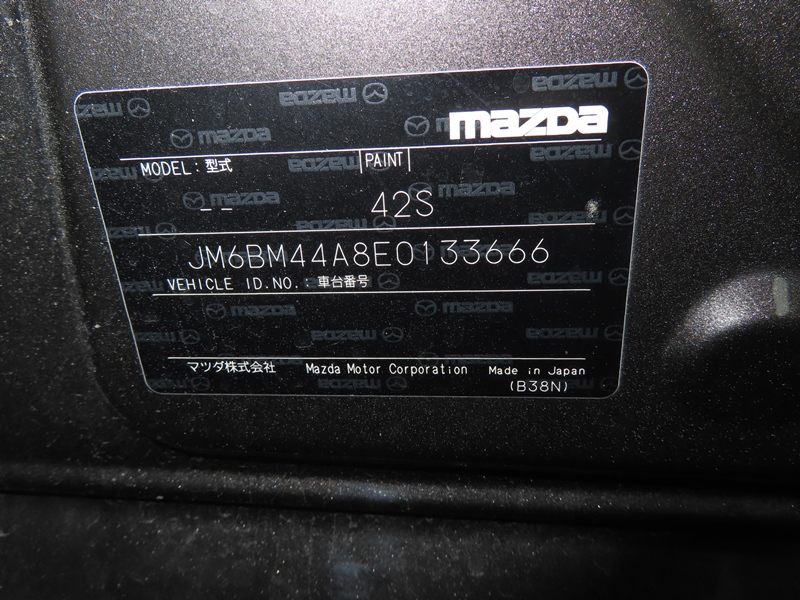 mazda
MODEL：型式 PAINT
-- 42S
JM6BM44A8E0133666
VEHICLE ID.NO.：車台番号
マツダ株式会社 Mazda Motor Corporation Made in Japan
(B38N)